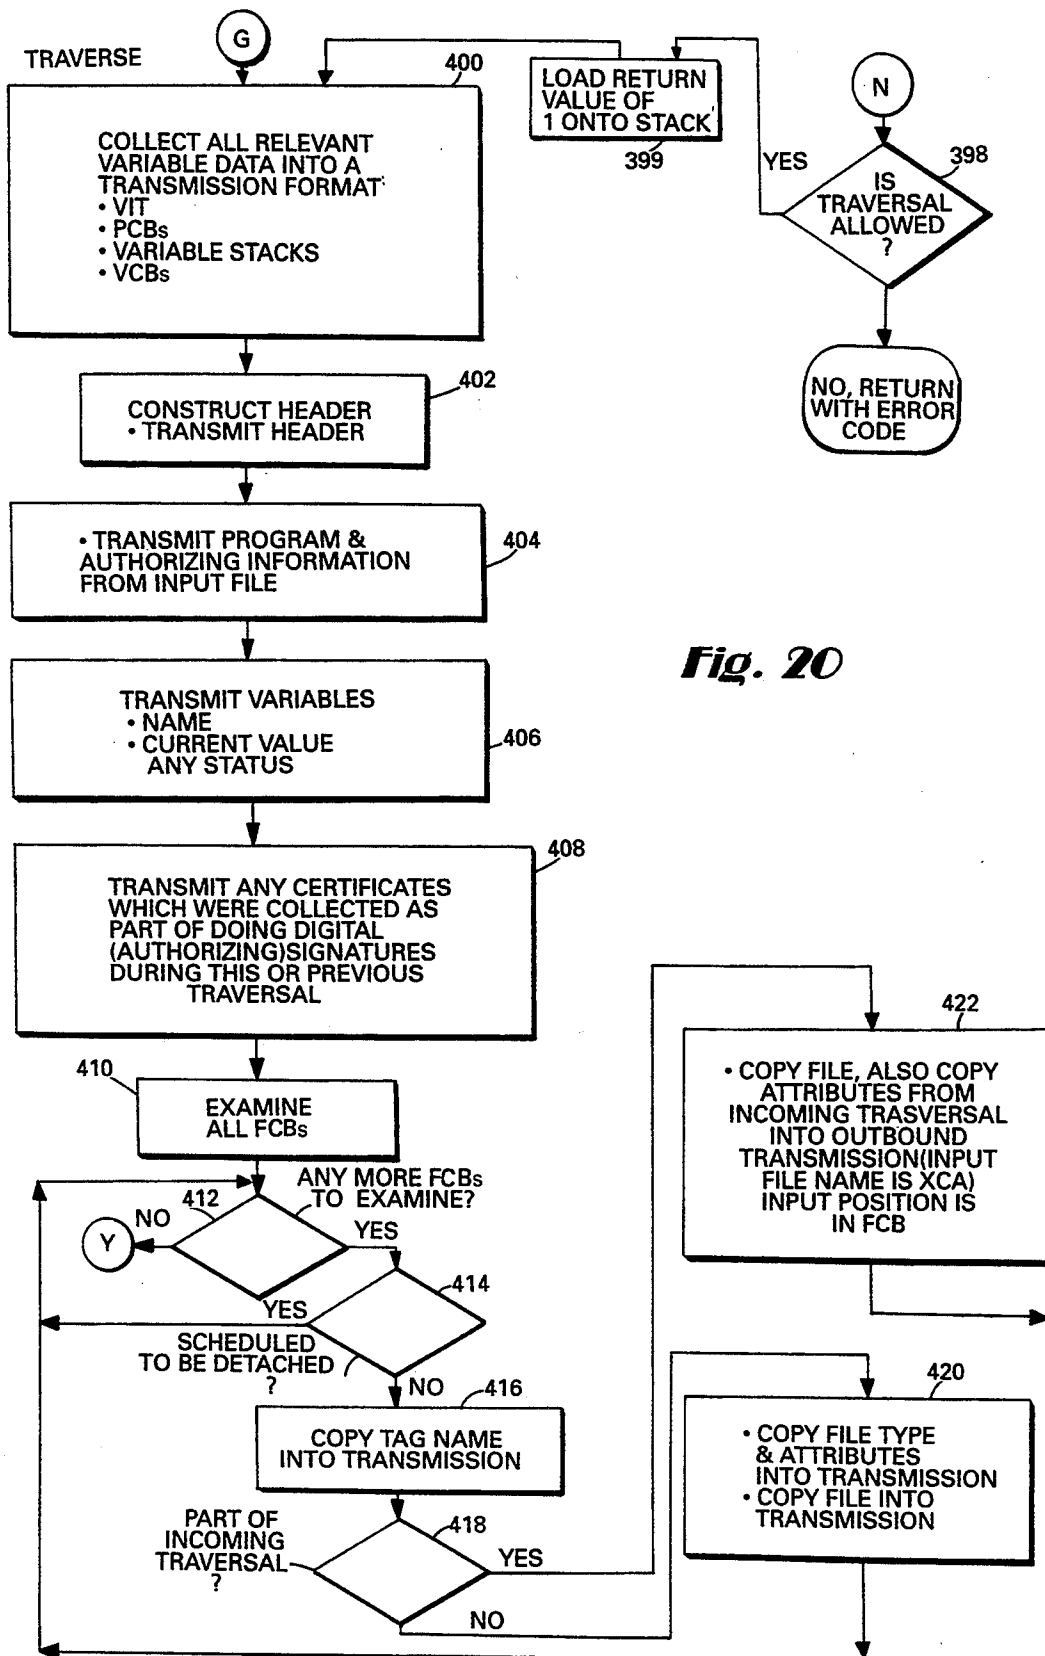 G
TRAVERSE
400
COLLECT ALL RELEVANT
VARIABLE DATA INTO A
TRANSMISSION FORMAT:
• VIT
• PCBs
• VARIABLE STACKS
• VCBs
LOAD RETURN
VALUE OF
1 ONTO STACK
399
YES
N
398
IS
TRAVERSAL
ALLOWED
?
NO, RETURN
WITH ERROR
CODE
402
CONSTRUCT HEADER
• TRANSMIT HEADER
404
• TRANSMIT PROGRAM &
AUTHORIZING INFORMATION
FROM INPUT FILE
Fig. 20
406
TRANSMIT VARIABLES
• NAME
• CURRENT VALUE
ANY STATUS
408
TRANSMIT ANY CERTIFICATES
WHICH WERE COLLECTED AS
PART OF DOING DIGITAL
(AUTHORIZING)SIGNATURES
DURING THIS OR PREVIOUS
TRAVERSAL
410
EXAMINE
ALL FCBs
412
ANY MORE FCBs
TO EXAMINE?
NO
Y
YES
414
YES
SCHEDULED
TO BE DETACHED
?
NO
416
COPY TAG NAME
INTO TRANSMISSION
PART OF
INCOMING
TRAVERSAL
?
418
YES
NO
422
• COPY FILE, ALSO COPY
ATTRIBUTES FROM
INCOMING TRASVERSAL
INTO OUTBOUND
TRANSMISSION(INPUT
FILE NAME IS XCA)
INPUT POSITION IS
IN FCB
420
• COPY FILE TYPE
& ATTRIBUTES
INTO TRANSMISSION
• COPY FILE INTO
TRANSMISSION